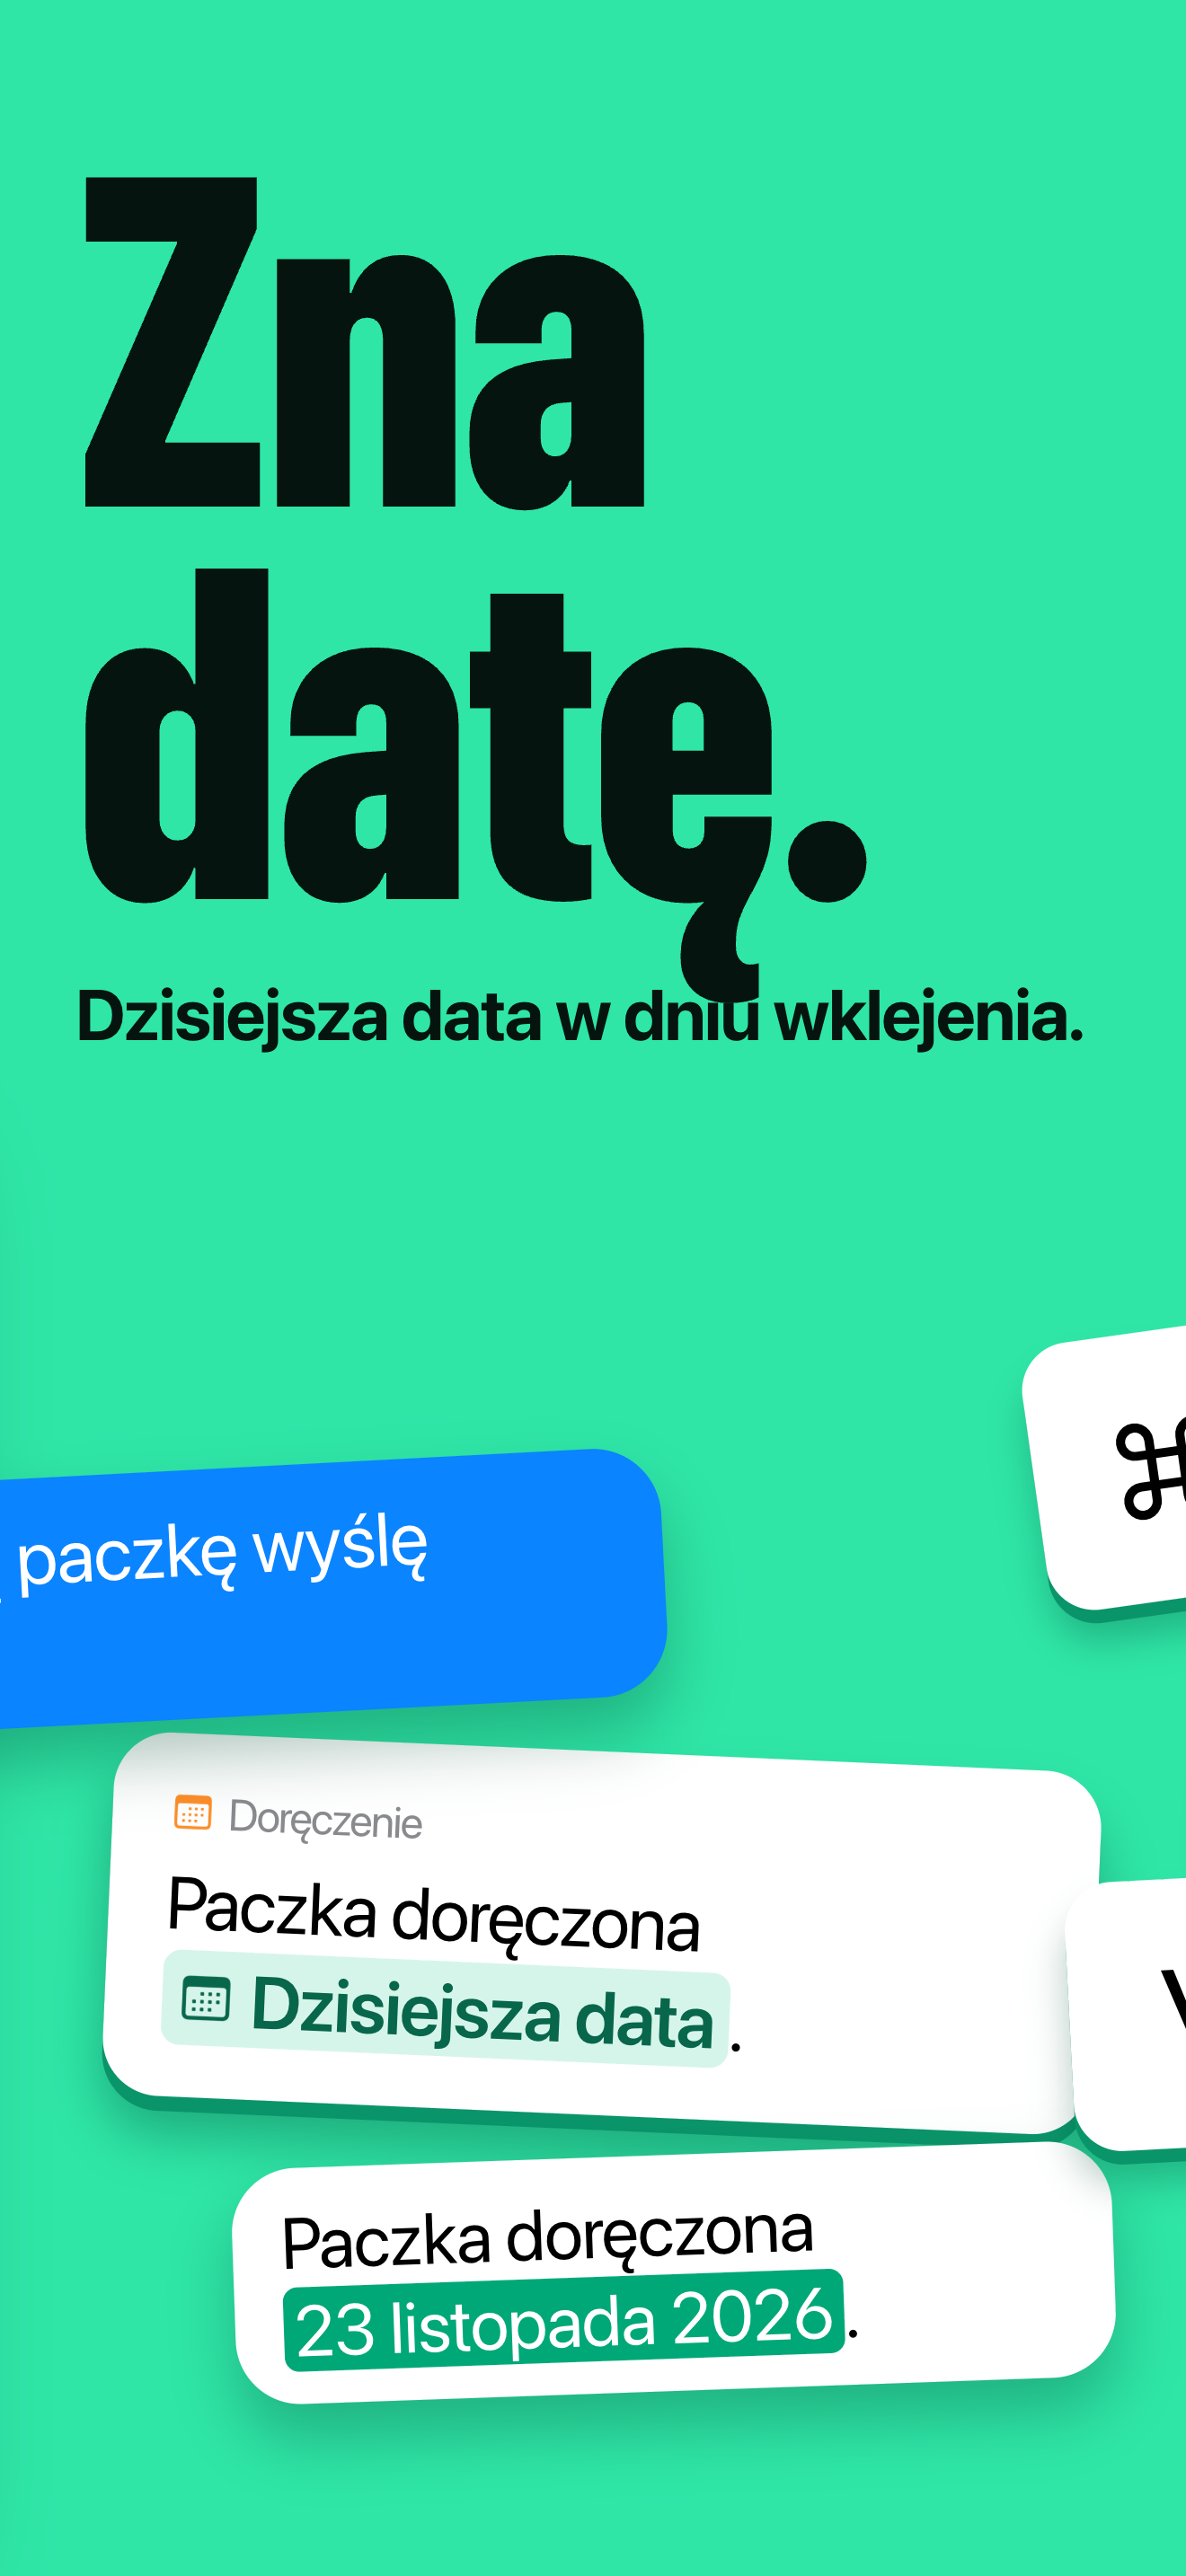 Zna
datę.
Dzisiejsza data w dniu wklejenia.
⌘
paczkę wyślę
Doręczenie
Paczka doręczona
Dzisiejsza data.
Paczka doręczona
23 listopada 2026.